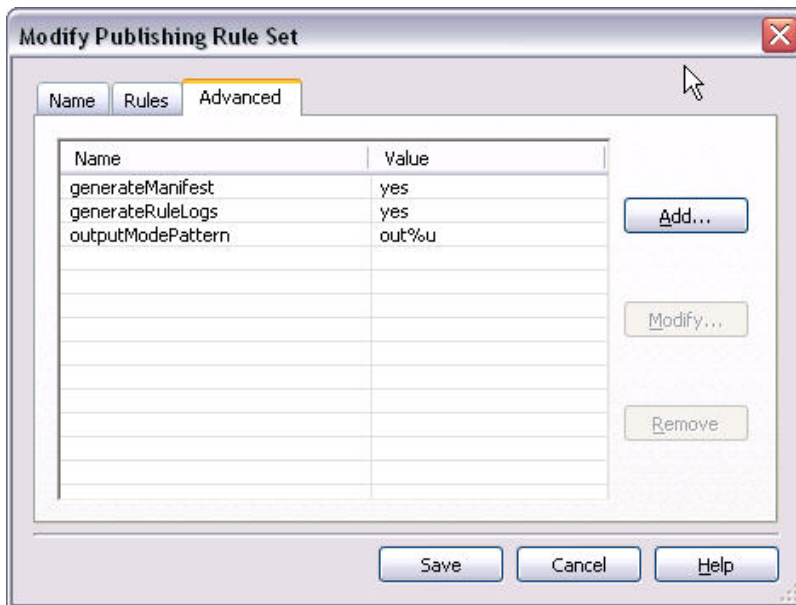 Modify Publishing Rule Set
Name Rules Advanced
Name Value
generateManifest yes
generateRuleLogs yes
outputModePattern out%u
Add...
Modify...
Remove
Save Cancel Help